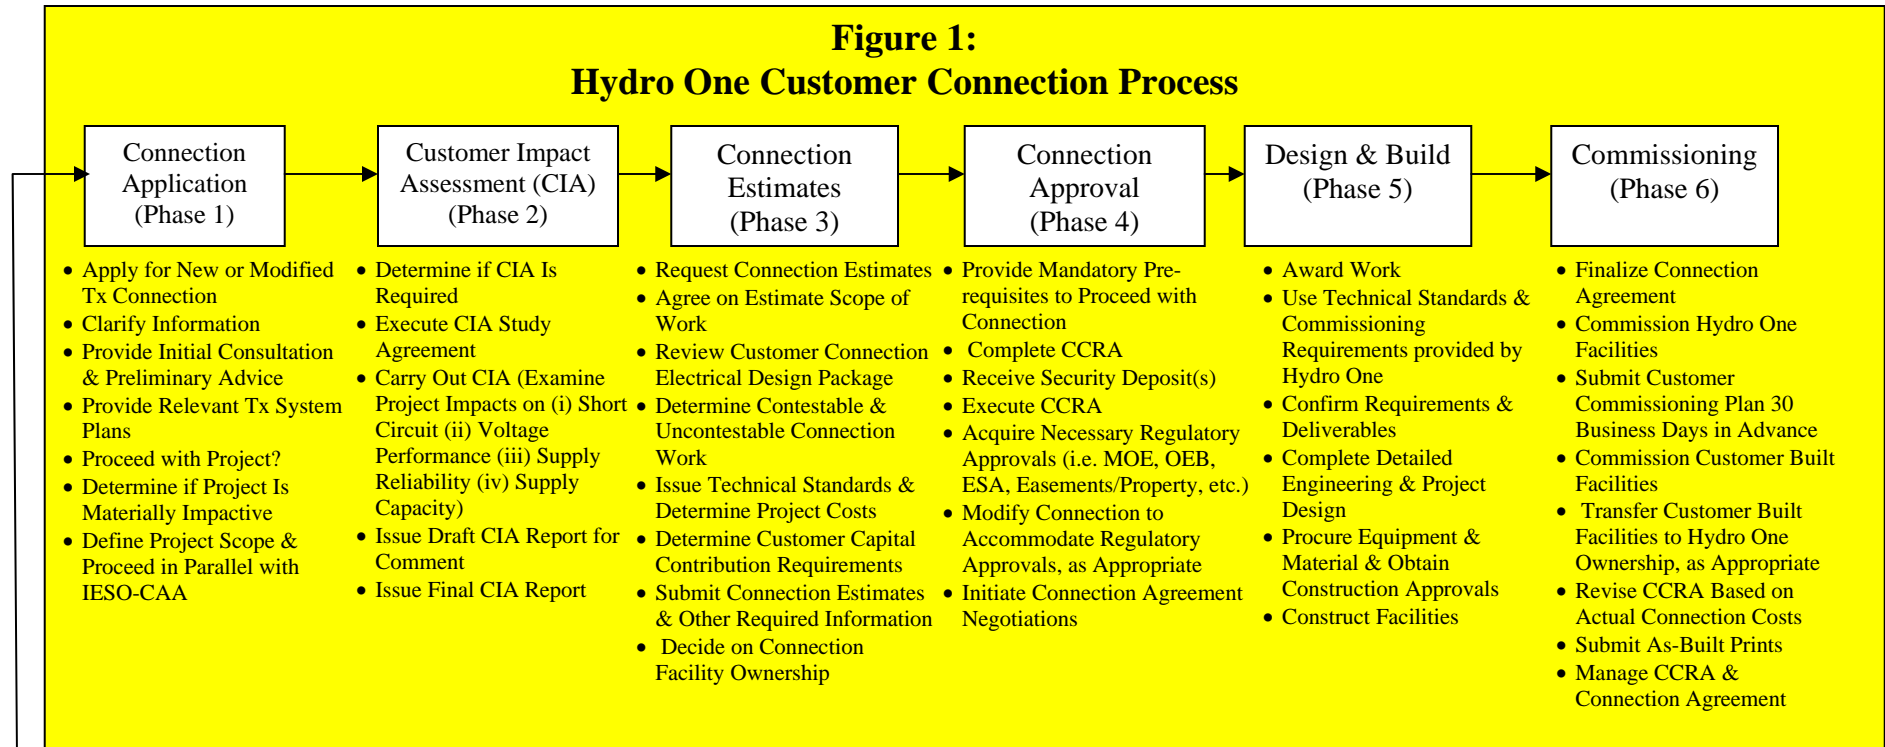 Figure 1:
Hydro One Customer Connection Process
Connection
Application
(Phase 1)
Customer Impact
Assessment (CIA)
(Phase 2)
Connection
Estimates
(Phase 3)
Connection
Approval
(Phase 4)
Design & Build
(Phase 5)
Commissioning
(Phase 6)
• Apply for New or Modified
Tx Connection
• Clarify Information
• Provide Initial Consultation
& Preliminary Advice
• Provide Relevant Tx System
Plans
• Proceed with Project?
• Determine if Project Is
Materially Impactive
• Define Project Scope &
Proceed in Parallel with
IESO-CAA
• Determine if CIA Is
Required
• Execute CIA Study
Agreement
• Carry Out CIA (Examine
Project Impacts on (i) Short
Circuit (ii) Voltage
Performance (iii) Supply
Reliability (iv) Supply
Capacity)
• Issue Draft CIA Report for
Comment
• Issue Final CIA Report
• Request Connection Estimates
• Agree on Estimate Scope of
Work
• Review Customer Connection
Electrical Design Package
• Determine Contestable &
Uncontestable Connection
Work
• Issue Technical Standards &
Determine Project Costs
• Determine Customer Capital
Contribution Requirements
• Submit Connection Estimates
& Other Required Information
• Decide on Connection
Facility Ownership
• Provide Mandatory Pre-
requisites to Proceed with
Connection
• Complete CCRA
• Receive Security Deposit(s)
• Execute CCRA
• Acquire Necessary Regulatory
Approvals (i.e. MOE, OEB,
ESA, Easements/Property, etc.)
• Modify Connection to
Accommodate Regulatory
Approvals, as Appropriate
• Initiate Connection Agreement
Negotiations
• Award Work
• Use Technical Standards &
Commissioning
Requirements provided by
Hydro One
• Confirm Requirements &
Deliverables
• Complete Detailed
Engineering & Project
Design
• Procure Equipment &
Material & Obtain
Construction Approvals
• Construct Facilities
• Finalize Connection
Agreement
• Commission Hydro One
Facilities
• Submit Customer
Commissioning Plan 30
Business Days in Advance
• Commission Customer Built
Facilities
• Transfer Customer Built
Facilities to Hydro One
Ownership, as Appropriate
• Revise CCRA Based on
Actual Connection Costs
• Submit As-Built Prints
• Manage CCRA &
Connection Agreement